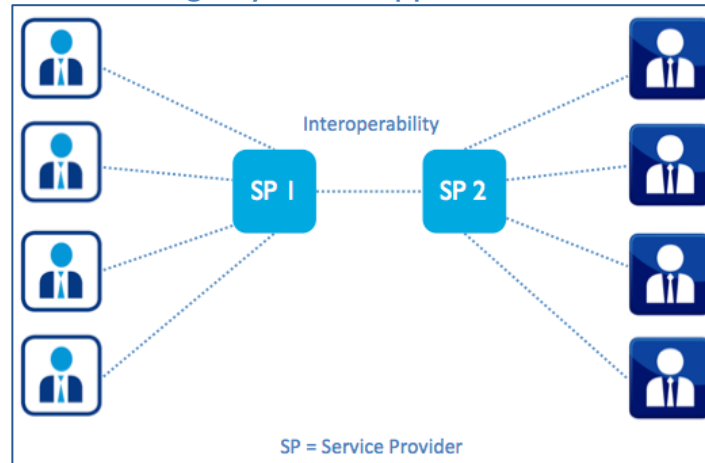 Interoperability
SP 1
SP 2
SP = Service Provider